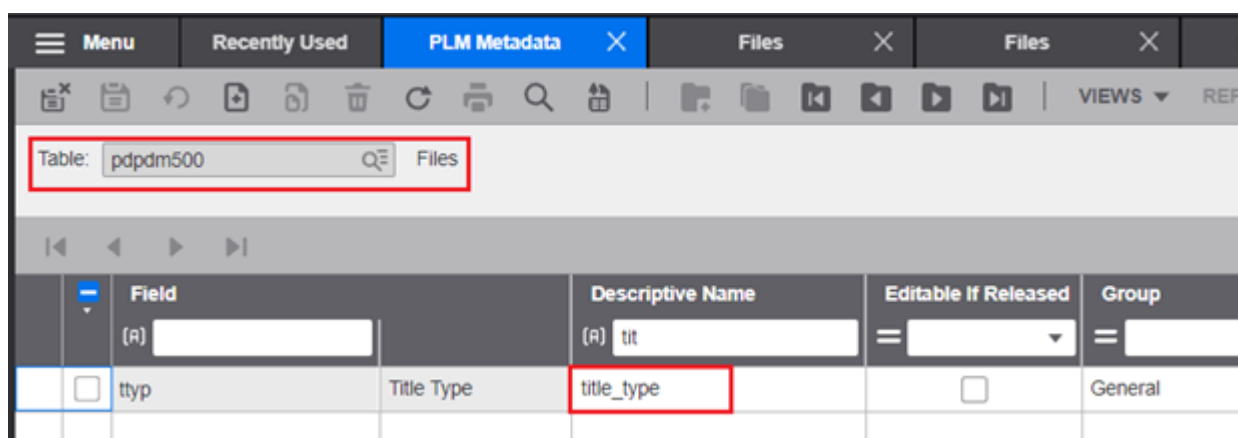 Menu Recently Used PLM Metadata Files Files
VIEWS REF
Table: pdpdm500 Files
Field Descriptive Name Editable If Released Group
(A) (A) tit = =
ttyp Title Type title_type General